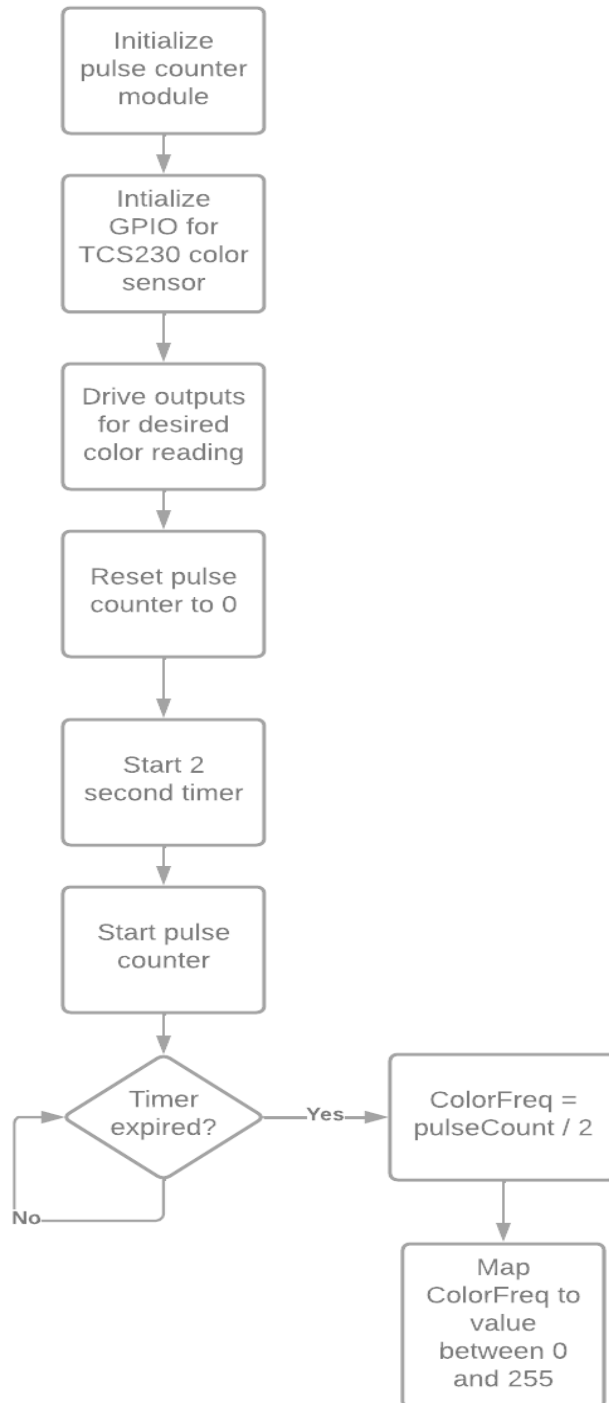 Initialize
pulse counter
module
Intialize
GPIO for
TCS230 color
sensor
Drive outputs
for desired
color reading
Reset pulse
counter to 0
Start 2
second timer
Start pulse
counter
Timer
expired?
Yes
No
ColorFreq =
pulseCount / 2
Map
ColorFreq to
value
between 0
and 255